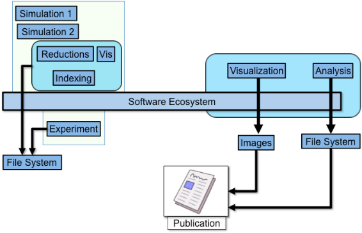 Simulation 1
Simulation 2
Reductions
Vis
Indexing
Visualization
Analysis
Software Ecosystem
Experiment
File System
Images
File System
Publication